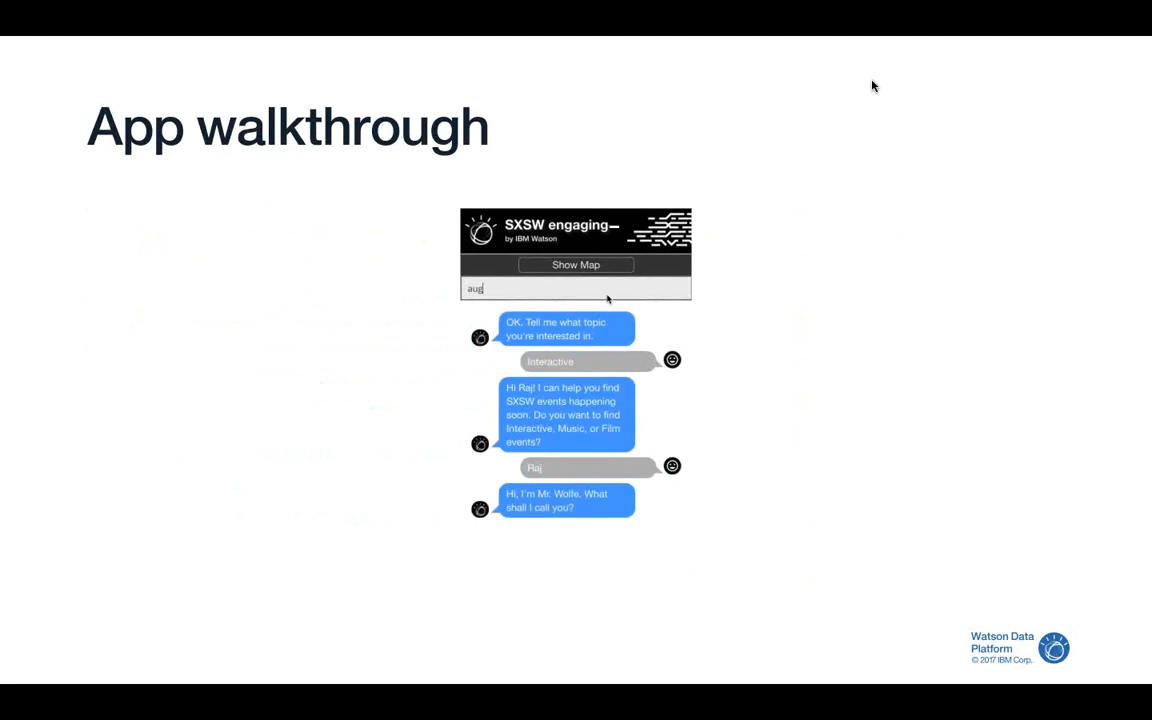 App walkthrough
SXSW engaging
by IBM Watson
Show Map
aug
OK. Tell me what topic
you're interested in.
Interactive
Hi Raj! I can help you find
SXSW events happening
soon. Do you want to find
Interactive, Music, or Film
events?
Raj
Hi, I'm Mr. Wolfe. What
shall I call you?
Watson Data
Platform
© 2017 IBM Corp.